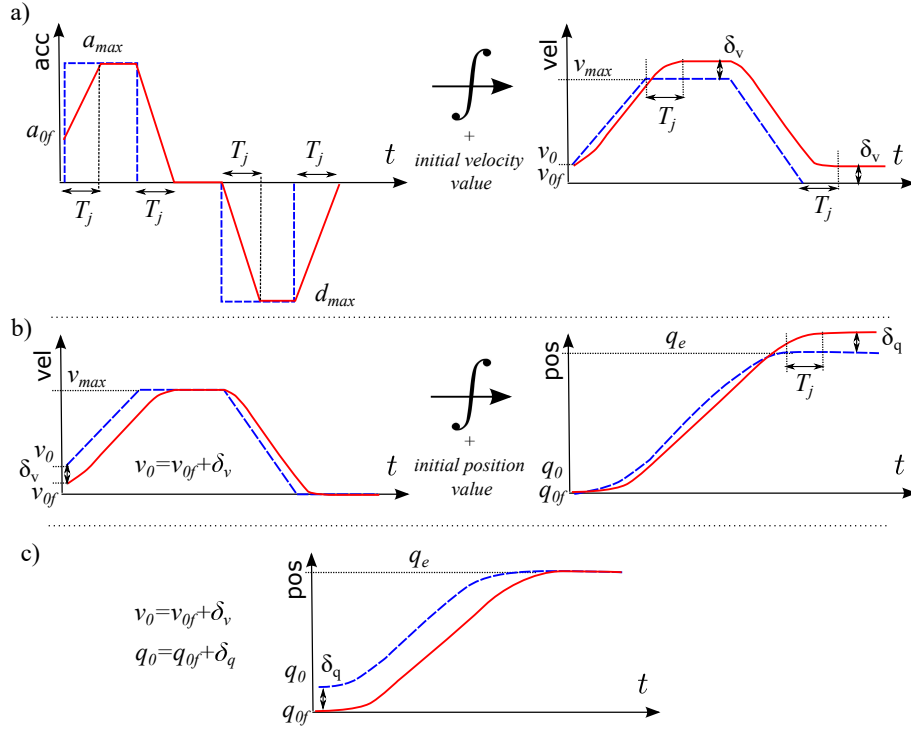 a)
acc
a_max
a_0f
T_j
T_j
T_j
T_j
t
∫
+
initial velocity
value
vel
v_max
δ_v
T_j
v_0
v_0f
t
δ_v
T_j
d_max
b)
vel
v_max
v_0
δ_v
v_0f
v_0=v_0f+δ_v
t
∫
+
initial position
value
pos
q_e
δ_q
T_j
q_0
q_0f
t
c)
pos
q_e
v_0=v_0f+δ_v
q_0=q_0f+δ_q
q_0
δ_q
q_0f
t